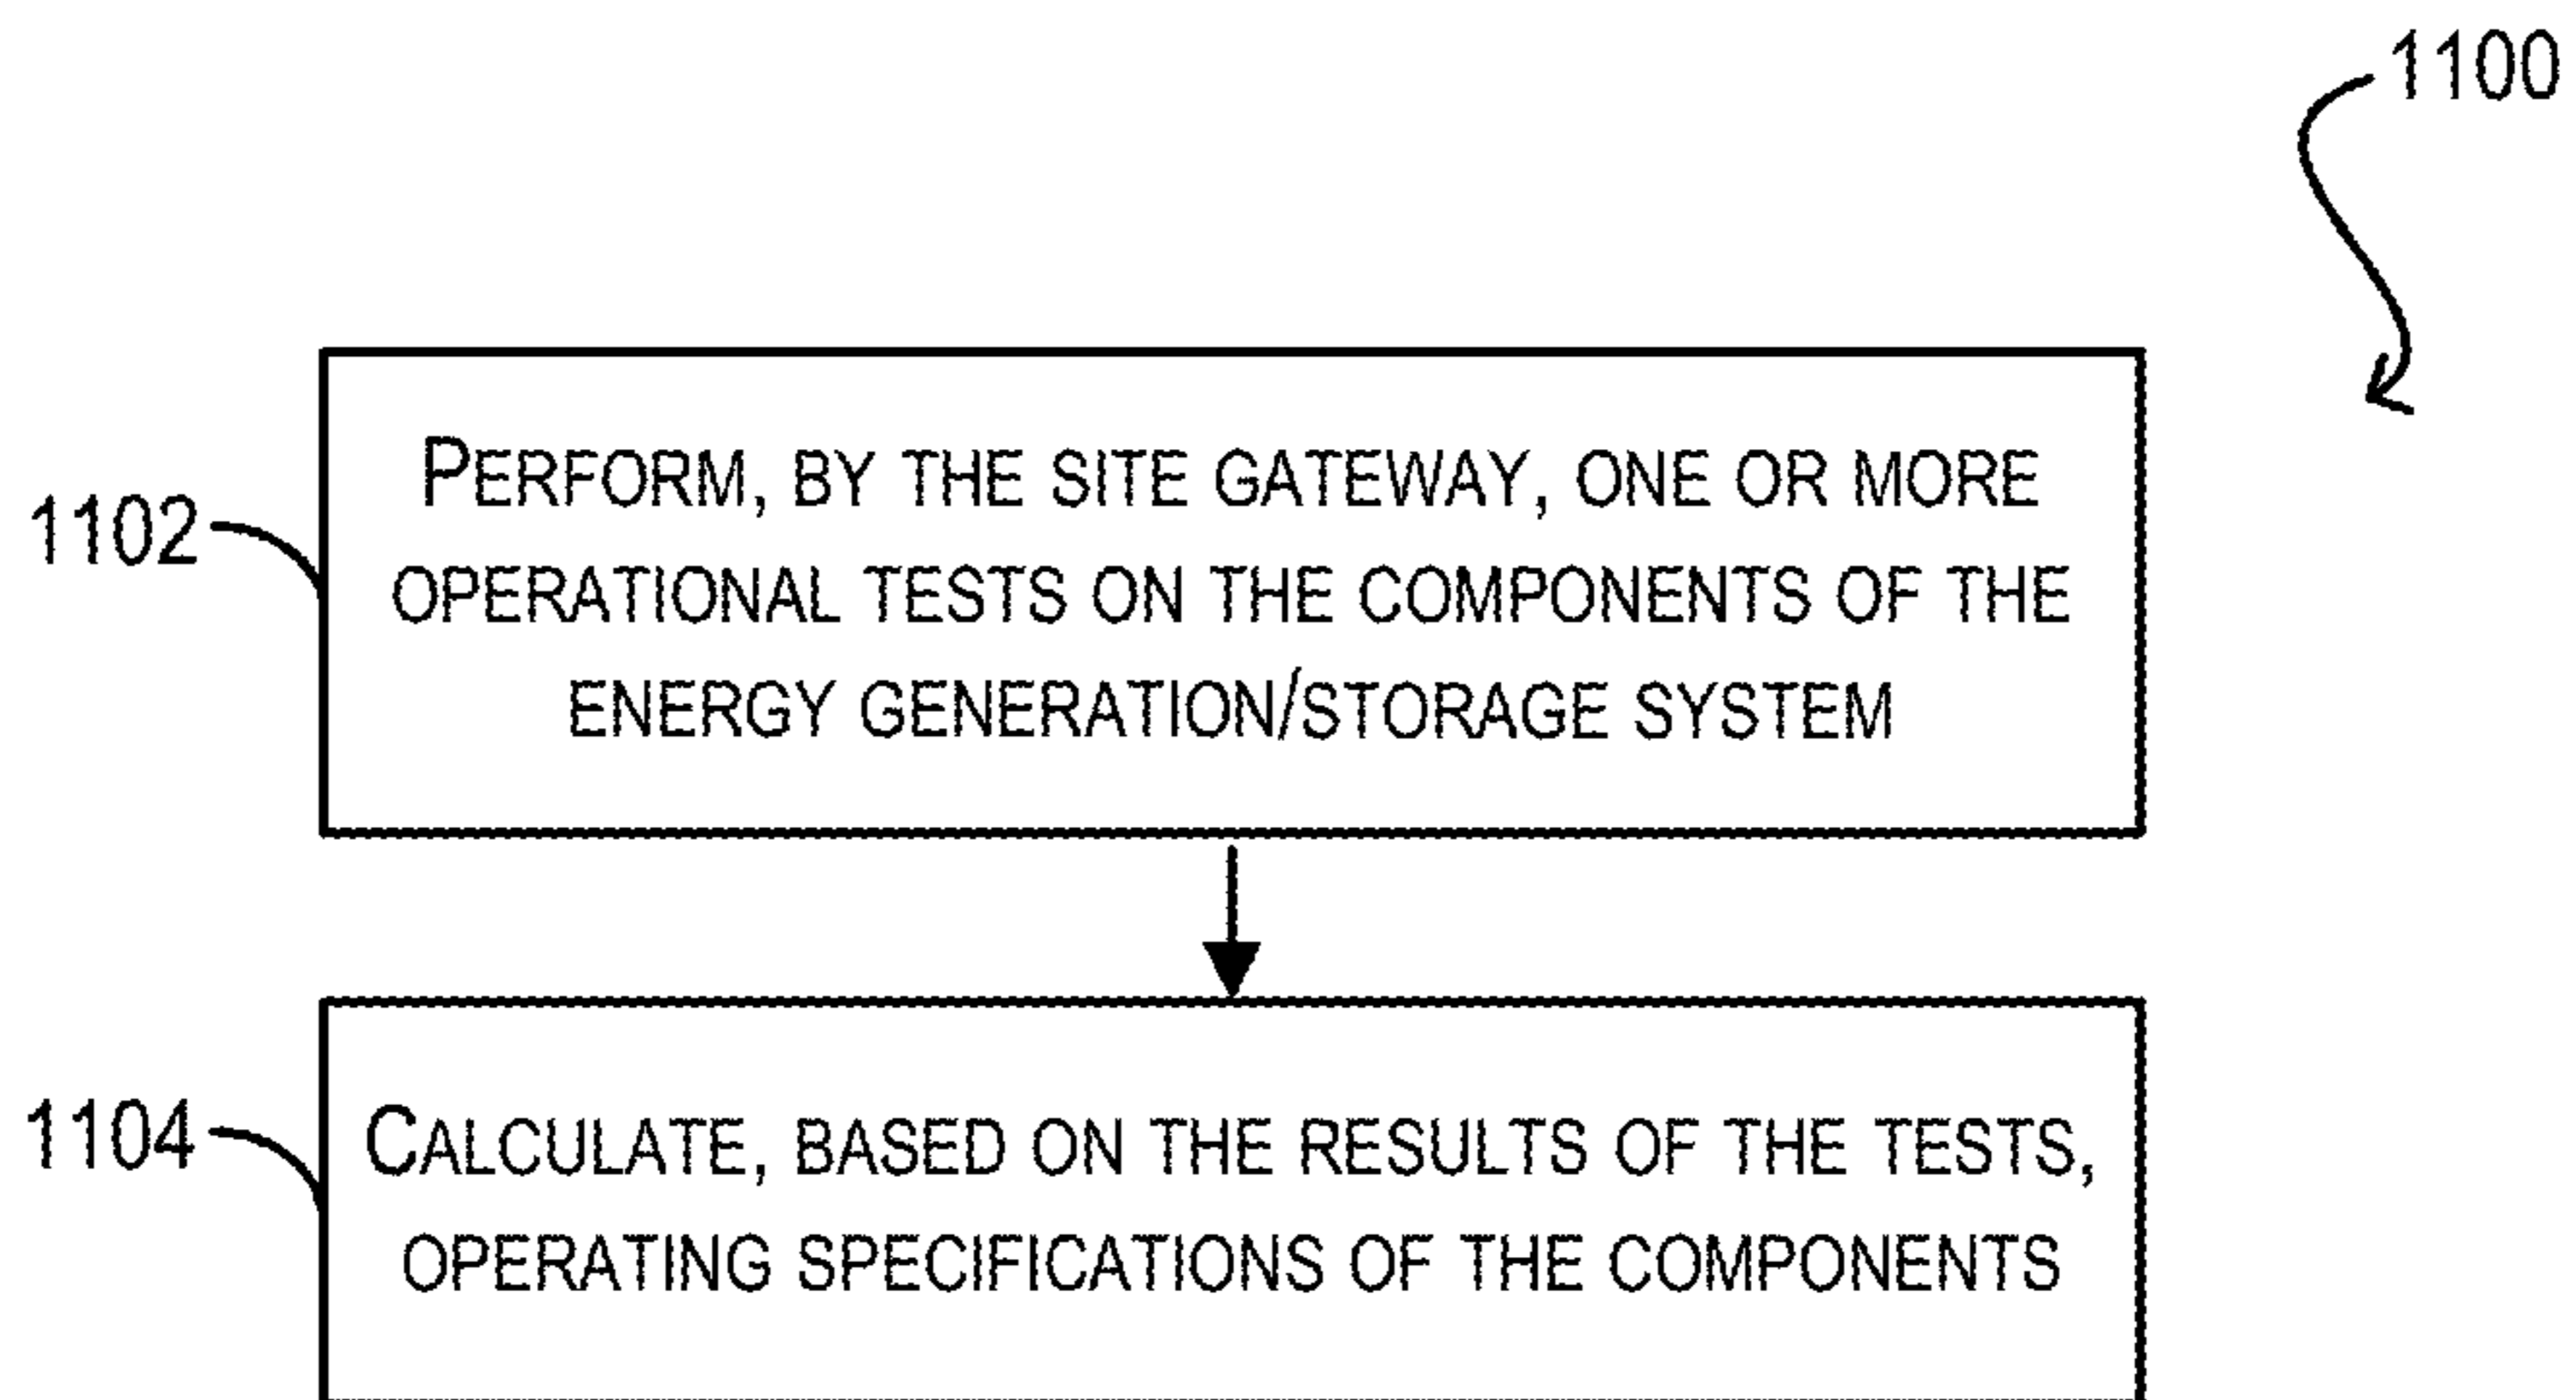 1100
1102
PERFORM, BY THE SITE GATEWAY, ONE OR MORE
OPERATIONAL TESTS ON THE COMPONENTS OF THE
ENERGY GENERATION/STORAGE SYSTEM
1104
CALCULATE, BASED ON THE RESULTS OF THE TESTS,
OPERATING SPECIFICATIONS OF THE COMPONENTS